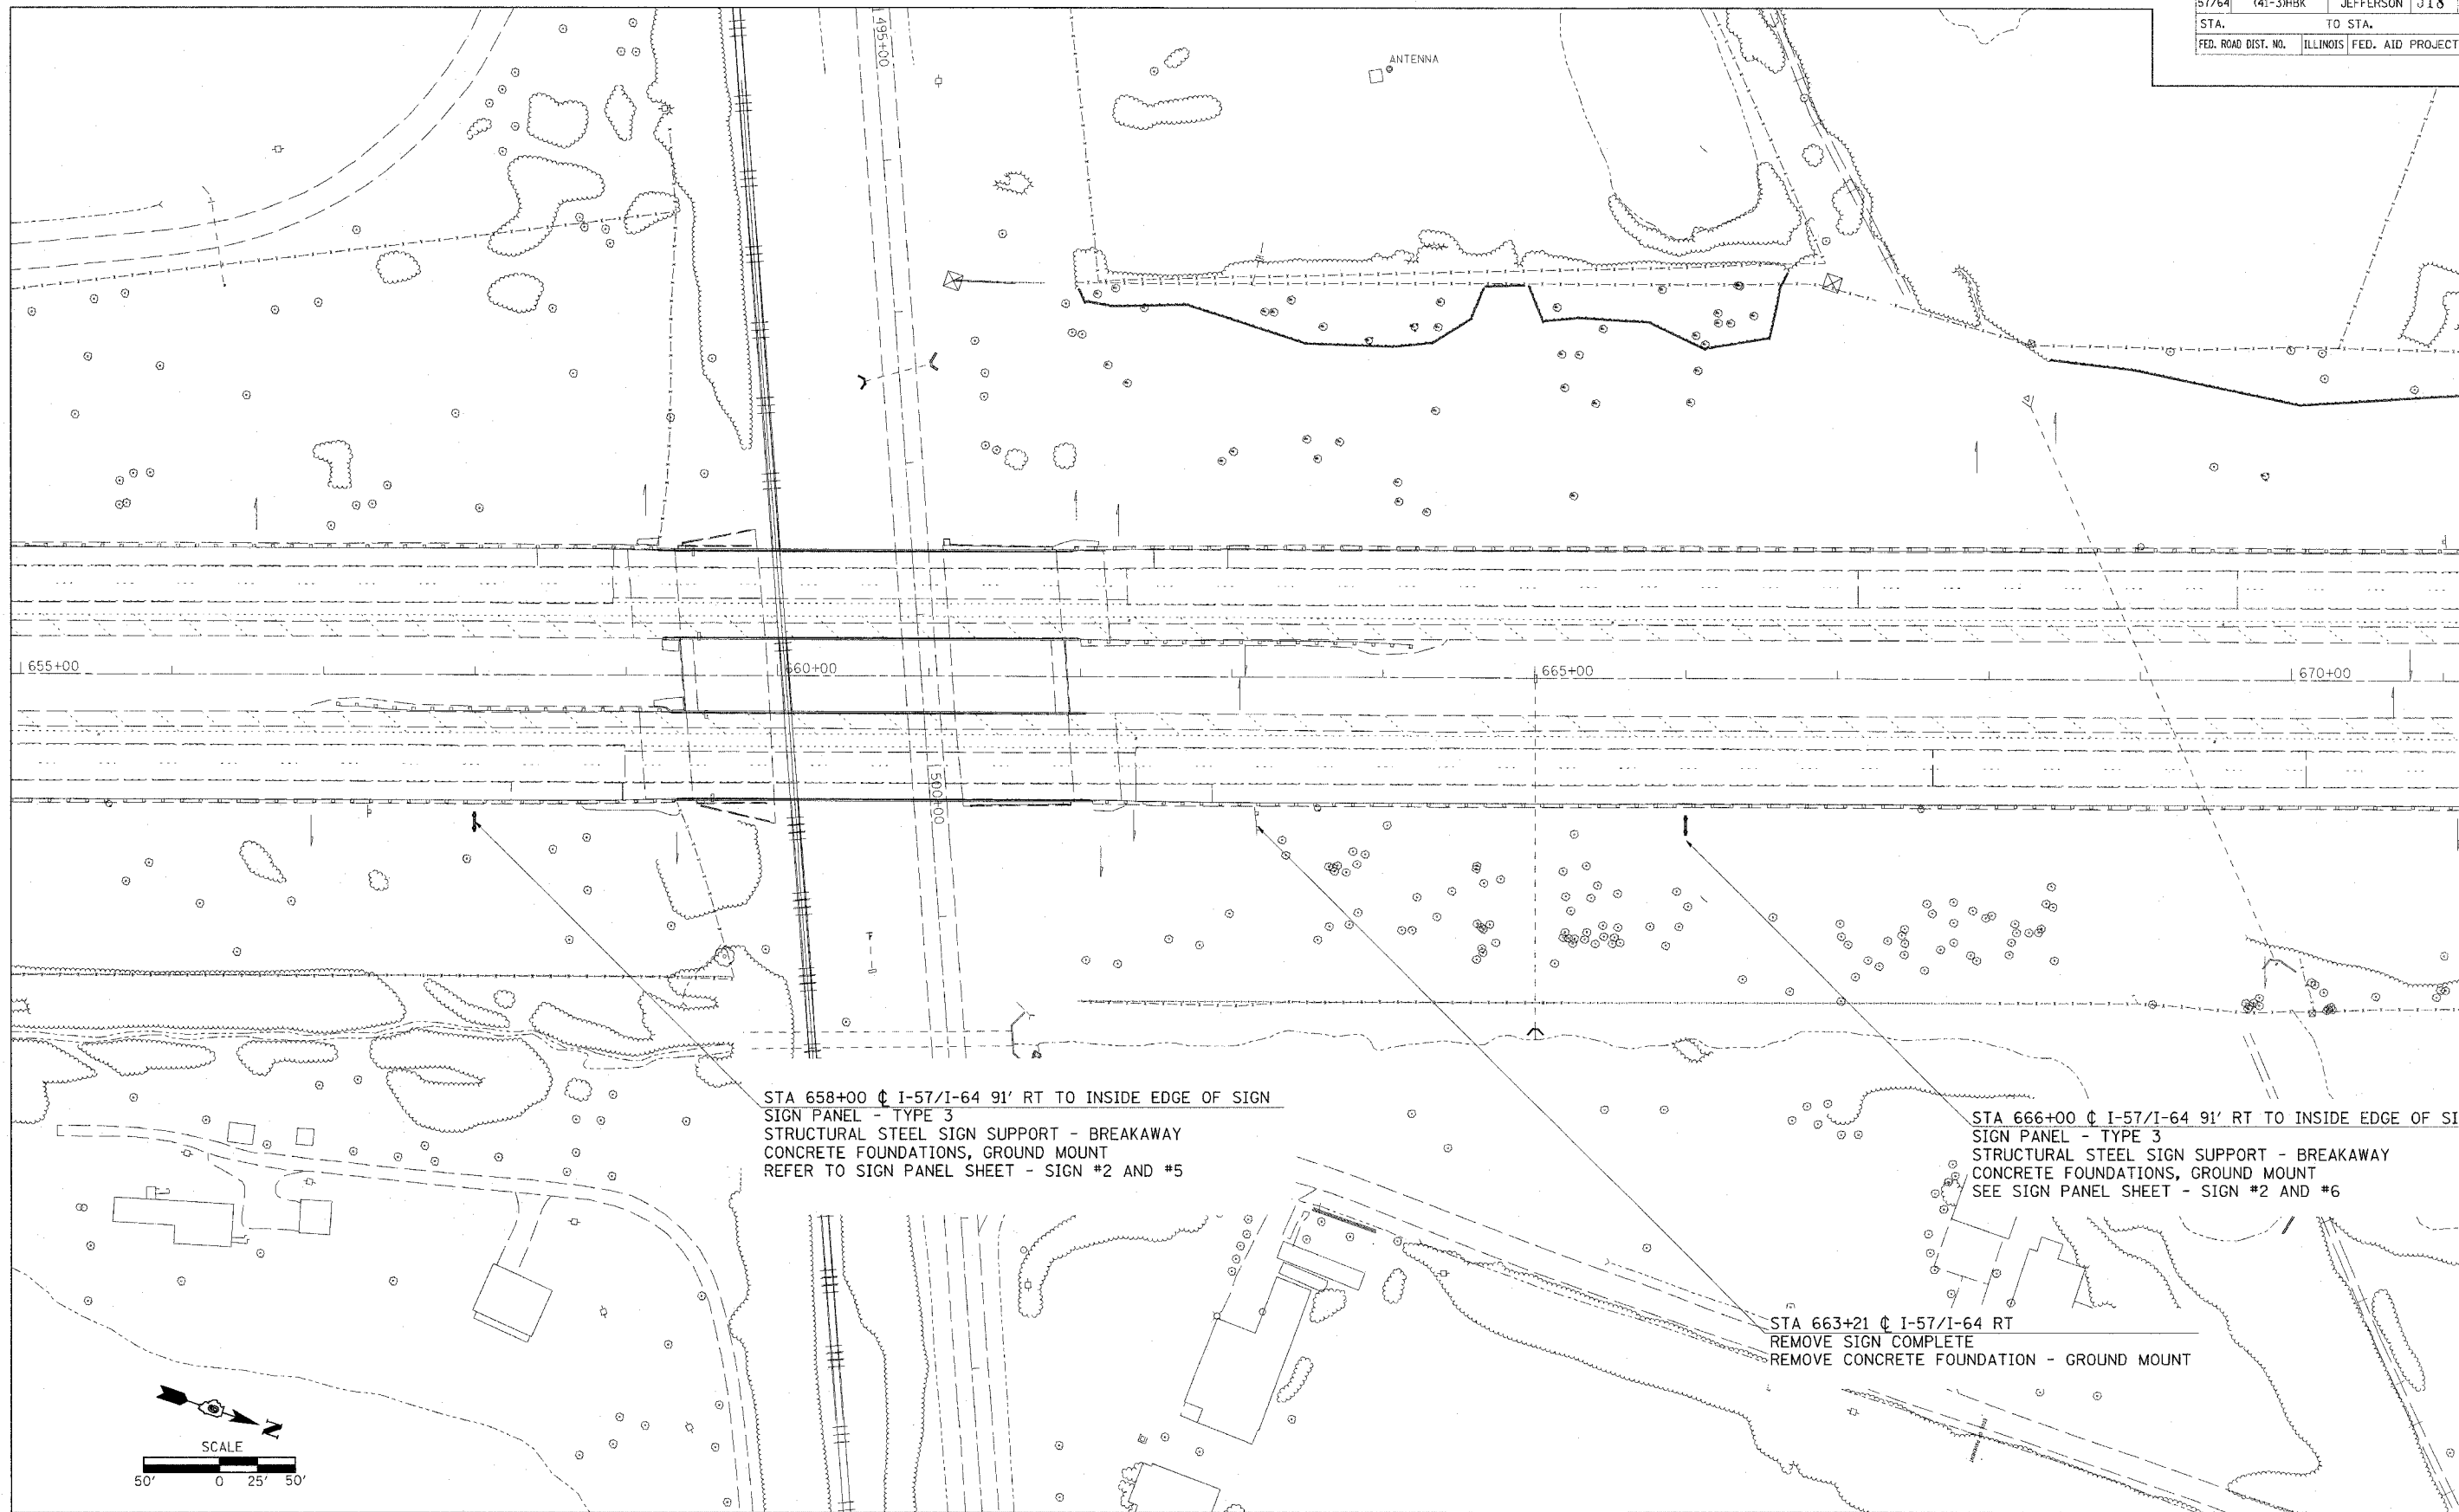 57/64 (41-3)HBK JEFFERSON 318
STA. TO STA.
FED. ROAD DIST. NO. ILLINOIS FED. AID PROJECT
495+00
ANTENNA
655+00
660+00
665+00
670+00
500+00
STA 658+00 ℄ I-57/I-64 91' RT TO INSIDE EDGE OF SIGN
SIGN PANEL - TYPE 3
STRUCTURAL STEEL SIGN SUPPORT - BREAKAWAY
CONCRETE FOUNDATIONS, GROUND MOUNT
REFER TO SIGN PANEL SHEET - SIGN #2 AND #5
STA 666+00 ℄ I-57/I-64 91' RT TO INSIDE EDGE OF SI
SIGN PANEL - TYPE 3
STRUCTURAL STEEL SIGN SUPPORT - BREAKAWAY
CONCRETE FOUNDATIONS, GROUND MOUNT
SEE SIGN PANEL SHEET - SIGN #2 AND #6
STA 663+21 ℄ I-57/I-64 RT
REMOVE SIGN COMPLETE
REMOVE CONCRETE FOUNDATION - GROUND MOUNT
N
SCALE
50' 0 25' 50'